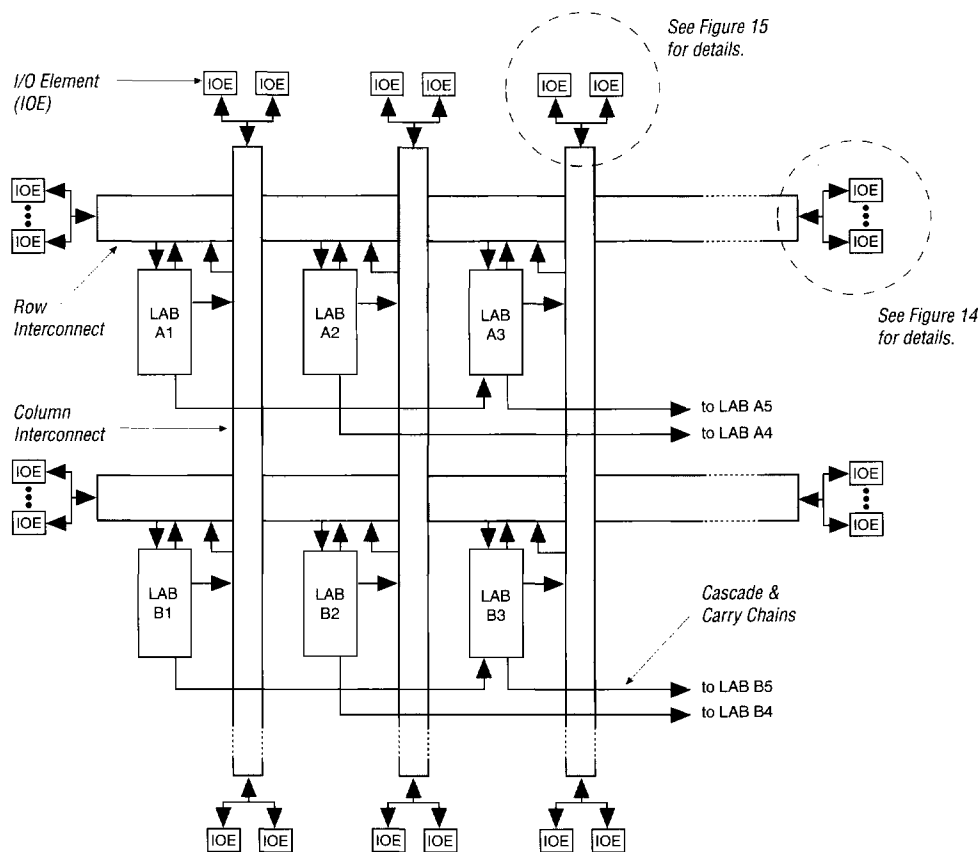 See Figure 15
for details.
I/O Element
(IOE)
IOE IOE IOE IOE IOE IOE
IOE IOE
IOE IOE
Row
Interconnect
LAB
A1
LAB
A2
LAB
A3
See Figure 14
for details.
Column
Interconnect
to LAB A5
to LAB A4
IOE IOE
IOE IOE
LAB
B1
LAB
B2
LAB
B3
Cascade &
Carry Chains
to LAB B5
to LAB B4
IOE IOE IOE IOE IOE IOE